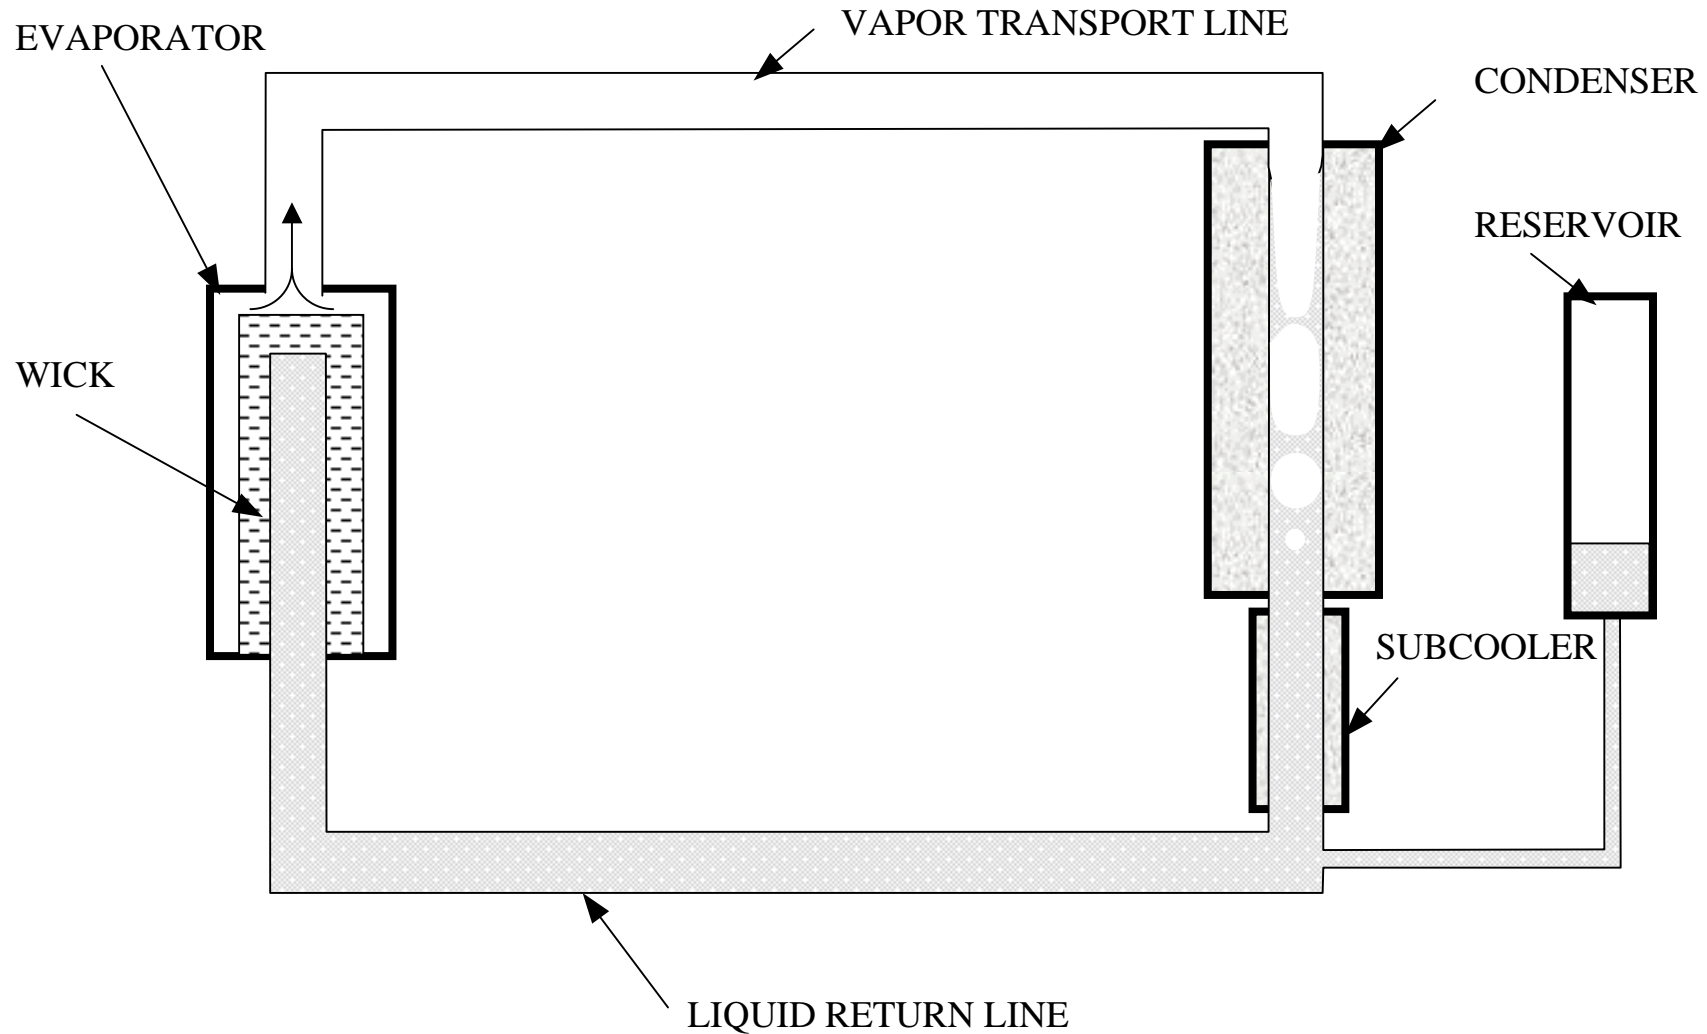 VAPOR TRANSPORT LINE
EVAPORATOR
CONDENSER
RESERVOIR
WICK
SUBCOOLER
LIQUID RETURN LINE